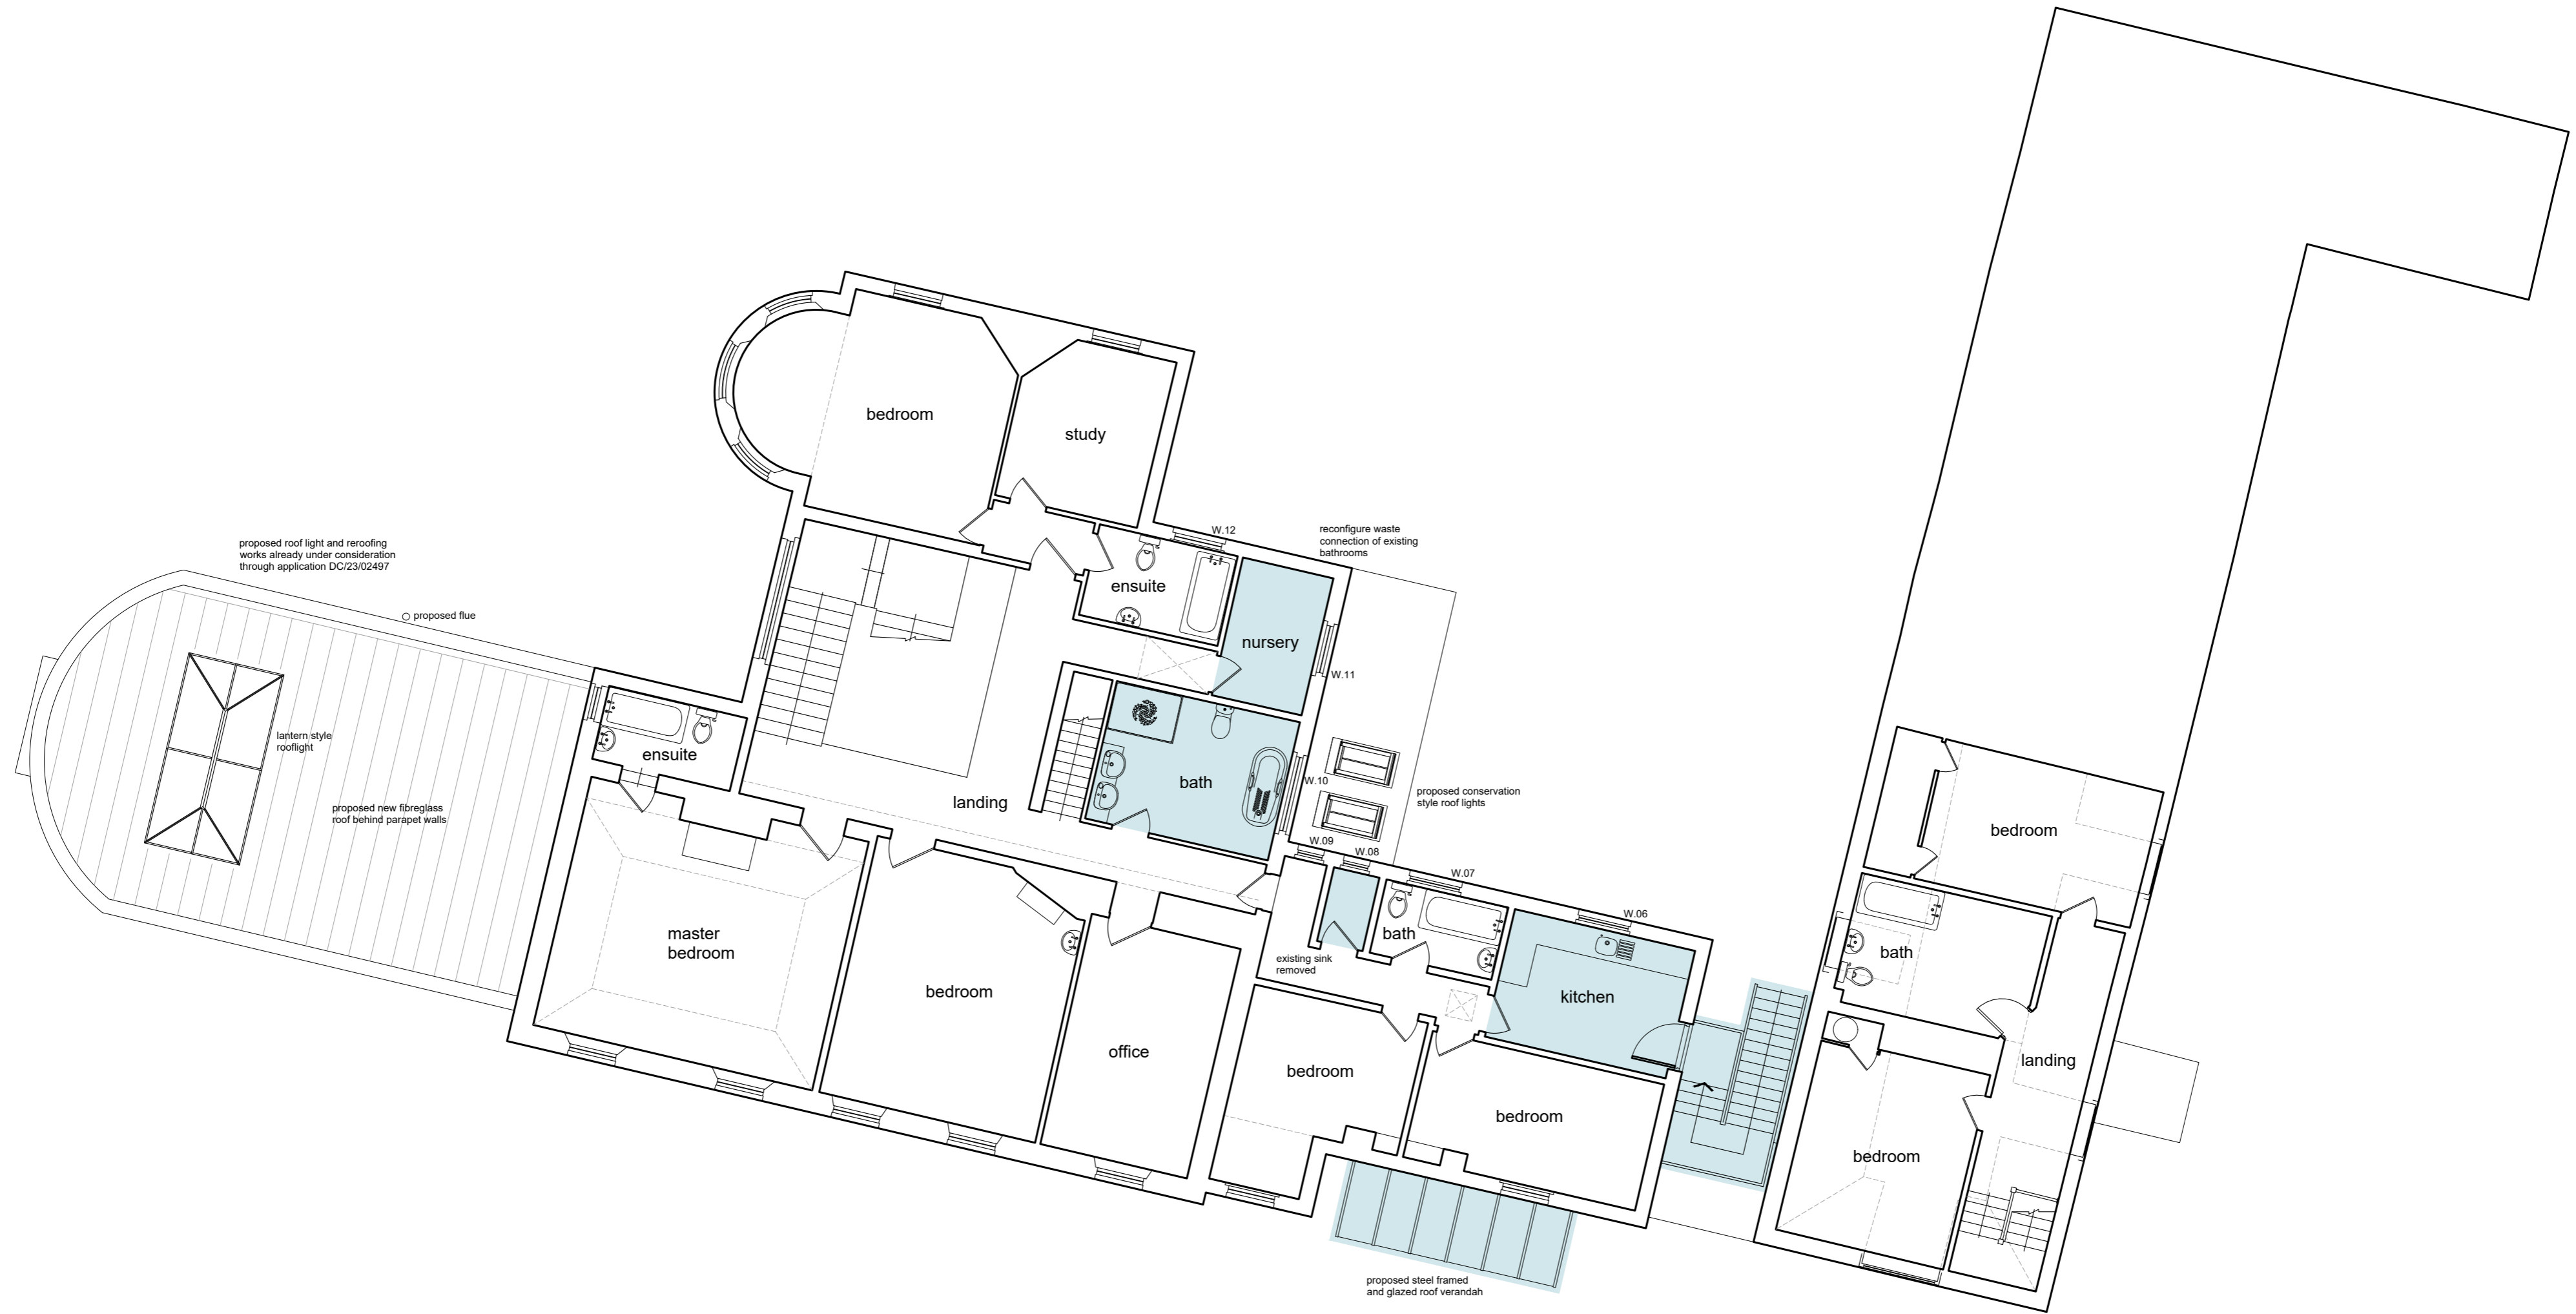 bedroom
study
W.12
reconfigure waste
connection of existing
bathrooms
proposed roof light and reroofing
works already under consideration
through application DC/23/02497
ensuite
proposed flue
nursery
W.11
lantern style
rooflight
ensuite
bath
W.10
landing
proposed conservation
style roof lights
proposed new fibreglass
roof behind parapet walls
W.09
W.08
W.07
W.06
bedroom
master
bedroom
bath
existing sink
removed
bath
bedroom
kitchen
office
bedroom
landing
bedroom
bedroom
proposed steel framed
and glazed roof verandah